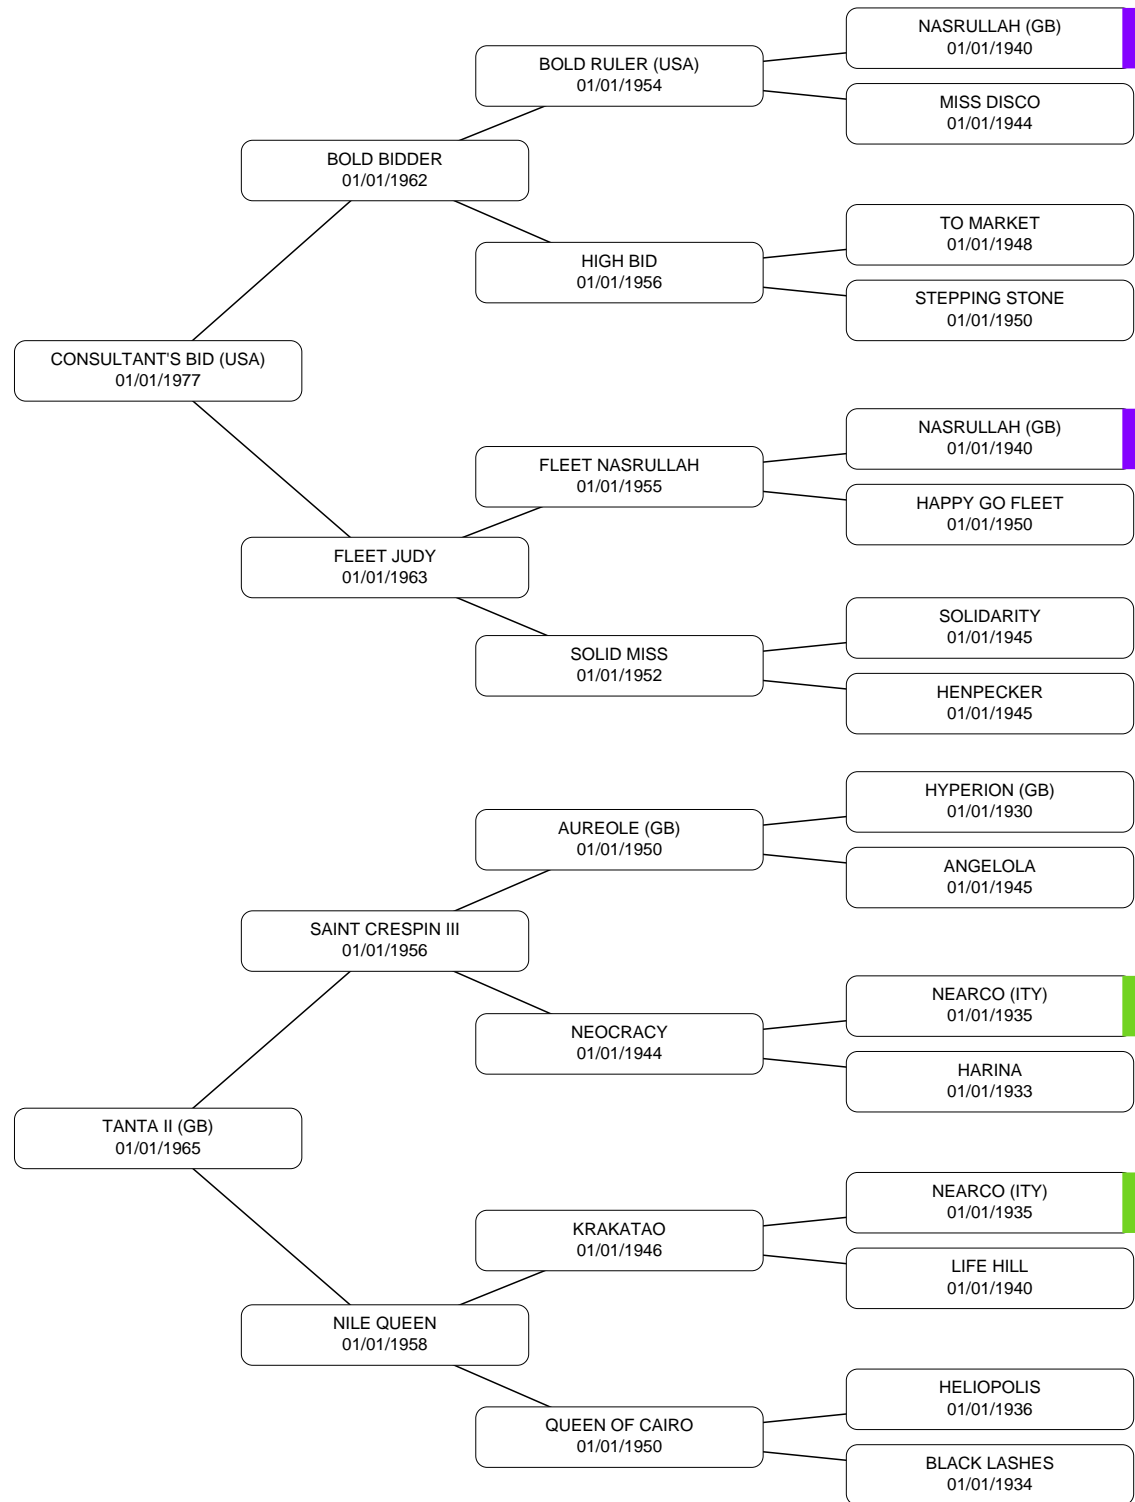 NASRULLAH (GB)
01/01/1940
BOLD RULER (USA)
01/01/1954
MISS DISCO
01/01/1944
BOLD BIDDER
01/01/1962
TO MARKET
01/01/1948
HIGH BID
01/01/1956
STEPPING STONE
01/01/1950
CONSULTANT'S BID (USA)
01/01/1977
NASRULLAH (GB)
01/01/1940
FLEET NASRULLAH
01/01/1955
HAPPY GO FLEET
01/01/1950
FLEET JUDY
01/01/1963
SOLIDARITY
01/01/1945
SOLID MISS
01/01/1952
HENPECKER
01/01/1945
HYPERION (GB)
01/01/1930
AUREOLE (GB)
01/01/1950
ANGELOLA
01/01/1945
SAINT CRESPIN III
01/01/1956
NEARCO (ITY)
01/01/1935
NEOCRACY
01/01/1944
HARINA
01/01/1933
TANTA II (GB)
01/01/1965
NEARCO (ITY)
01/01/1935
KRAKATAO
01/01/1946
LIFE HILL
01/01/1940
NILE QUEEN
01/01/1958
HELIOPOLIS
01/01/1936
QUEEN OF CAIRO
01/01/1950
BLACK LASHES
01/01/1934